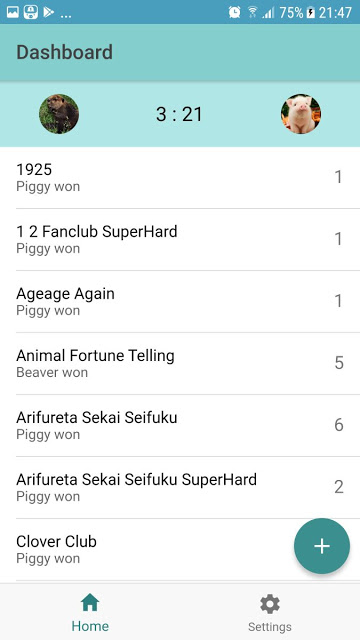 ... 75% 21:47
Dashboard
3 : 21
1925
Piggy won
1
1 2 Fanclub SuperHard
Piggy won
1
Ageage Again
Piggy won
1
Animal Fortune Telling
Beaver won
5
Arifureta Sekai Seifuku
Piggy won
6
Arifureta Sekai Seifuku SuperHard
Piggy won
2
Clover Club
Piggy won
+
Home
Settings